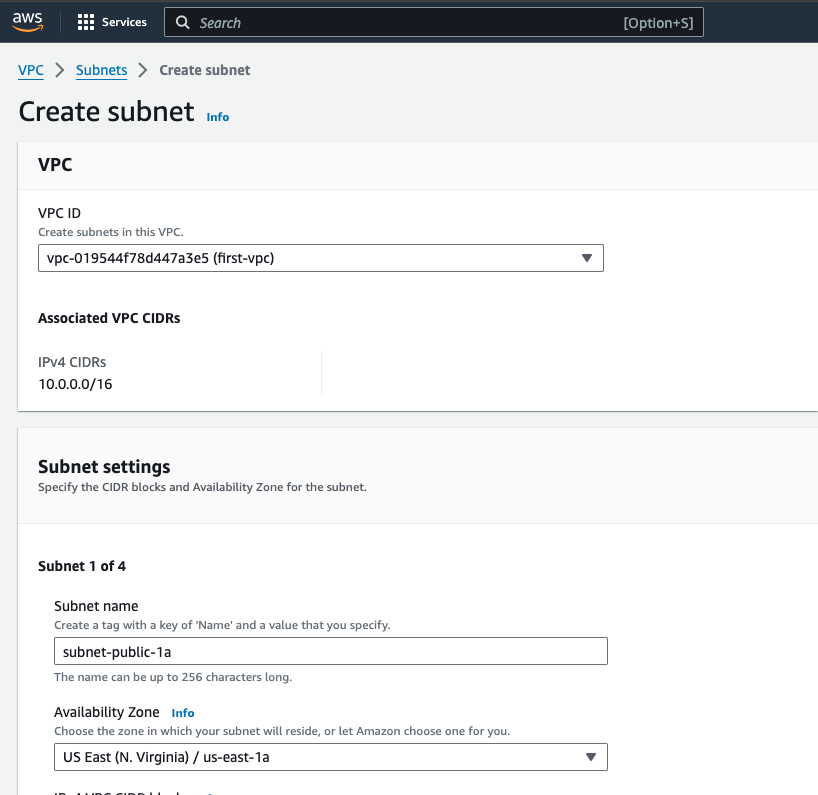 aws Services Search [Option+S]
VPC Subnets Create subnet
Create subnet Info
VPC
VPC ID
Create subnets in this VPC.
vpc-019544f78d447a3e5 (first-vpc)
Associated VPC CIDRs
IPv4 CIDRs
10.0.0.0/16
Subnet settings
Specify the CIDR blocks and Availability Zone for the subnet.
Subnet 1 of 4
Subnet name
Create a tag with a key of 'Name' and a value that you specify.
subnet-public-1a
The name can be up to 256 characters long.
Availability Zone Info
Choose the zone in which your subnet will reside, or let Amazon choose one for you.
US East (N. Virginia) / us-east-1a
IPv4 VPC CIDR block